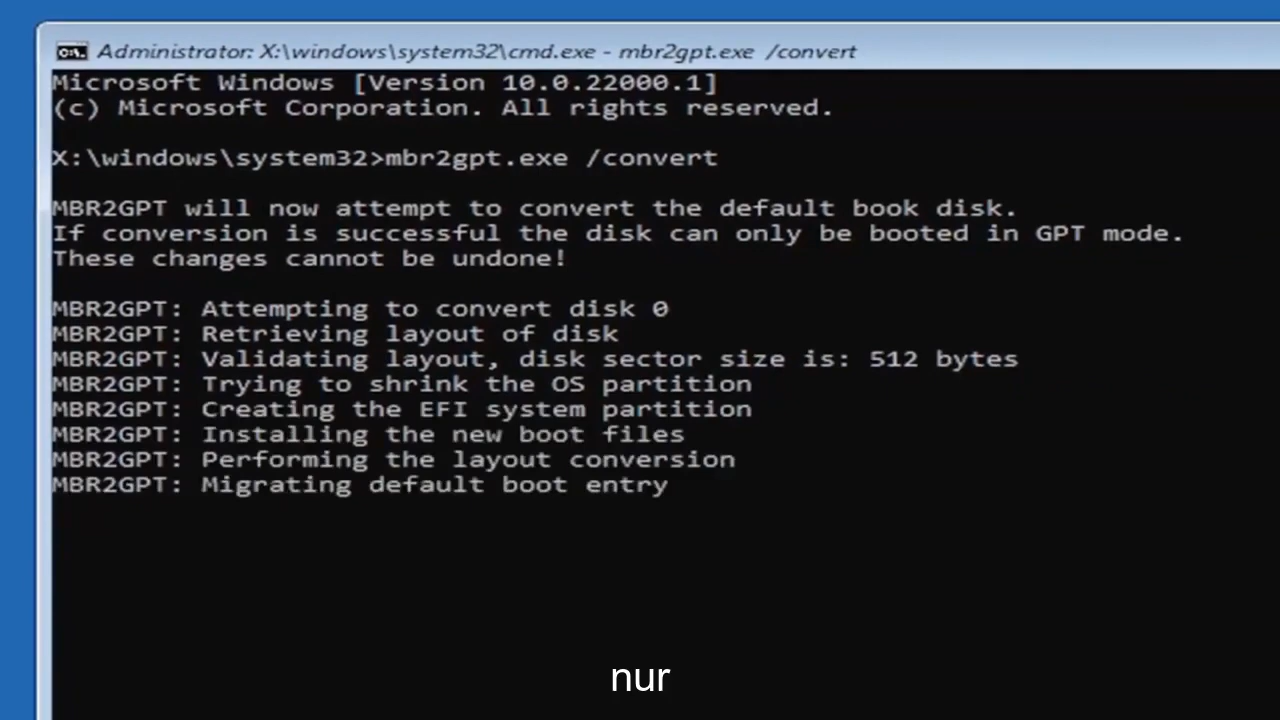 Administrator: X:\windows\system32\cmd.exe - mbr2gpt.exe /convert
Microsoft Windows [Version 10.0.22000.1]
(c) Microsoft Corporation. All rights reserved.
X:\windows\system32>mbr2gpt.exe /convert
MBR2GPT will now attempt to convert the default book disk.
If conversion is successful the disk can only be booted in GPT mode.
These changes cannot be undone!
MBR2GPT: Attempting to convert disk 0
MBR2GPT: Retrieving layout of disk
MBR2GPT: Validating layout, disk sector size is: 512 bytes
MBR2GPT: Trying to shrink the OS partition
MBR2GPT: Creating the EFI system partition
MBR2GPT: Installing the new boot files
MBR2GPT: Performing the layout conversion
MBR2GPT: Migrating default boot entry
nur